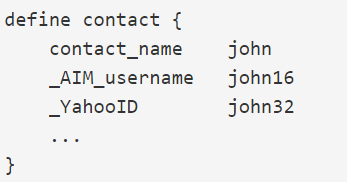 define contact {
    contact_name    john
    _AIM_username   john16
    _YahooID        john32
    ...
}